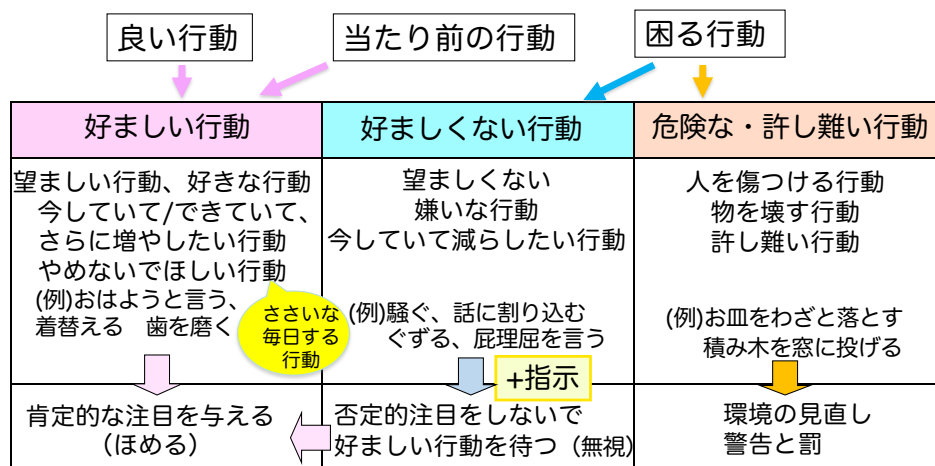 良い行動
当たり前の行動
困る行動
好ましい行動
好ましくない行動
危険な・許し難い行動
望ましい行動、好きな行動
今していて/できていて、
さらに増やしたい行動
やめないでほしい行動
(例)おはようと言う、
着替える　歯を磨く
ささいな
毎日する
行動
望ましくない
嫌いな行動
今していて減らしたい行動
(例)騒ぐ、話に割り込む
ぐずる、屁理屈を言う
人を傷つける行動
物を壊す行動
許し難い行動
(例)お皿をわざと落とす
積み木を窓に投げる
+指示
肯定的な注目を与える
（ほめる）
否定的注目をしないで
好ましい行動を待つ（無視）
環境の見直し
警告と罰